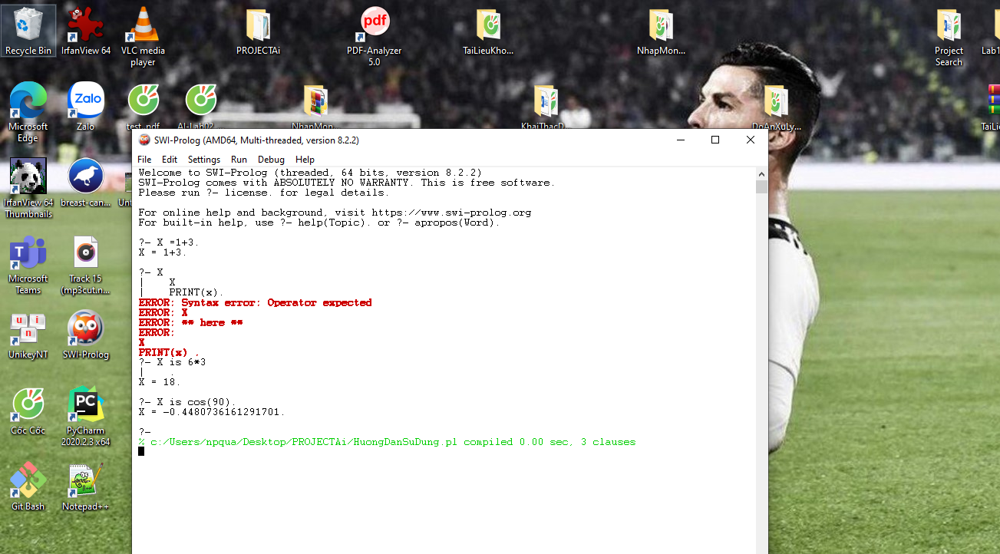 Recycle Bin
IrfanView 64
VLC media
player
PROJECTAi
pdf
PDF-Analyzer
5.0
TaiLieuKho...
NhapMon...
Project
Search
Lab1
Microsoft
Edge
Zalo
Zalo
test_pdf
AI-Lab02
NhapMon
KhaiThacD
DoAnXuLy...
TaiLie
IrfanView 64
Thumbnails
breast-can...
Uni
T
Microsoft
Teams
Track 15
(mp3cut.n...
u i
n
UnikeyNT
SWI-Prolog
Cốc Cốc
PC
PyCharm
2020.2.3 x64
Git Bash
Notepad++
SWI-Prolog (AMD64, Multi-threaded, version 8.2.2)
File Edit Settings Run Debug Help
Welcome to SWI-Prolog (threaded, 64 bits, version 8.2.2)
SWI-Prolog comes with ABSOLUTELY NO WARRANTY. This is free software.
Please run ?- license. for legal details.
For online help and background, visit https://www.swi-prolog.org
For built-in help, use ?- help(Topic). or ?- apropos(Word).
?- X =1+3.
X = 1+3.
?- X
|    X
|    PRINT(x).
ERROR: Syntax error: Operator expected
ERROR: X
ERROR: ** here **
ERROR:
X
PRINT(x) .
?- X is 6*3
|    .
X = 18.
?- X is cos(90).
X = -0.4480736161291701.
?-
% c:/Users/npqua/Desktop/PROJECTAi/HuongDanSuDung.pl compiled 0.00 sec, 3 clauses